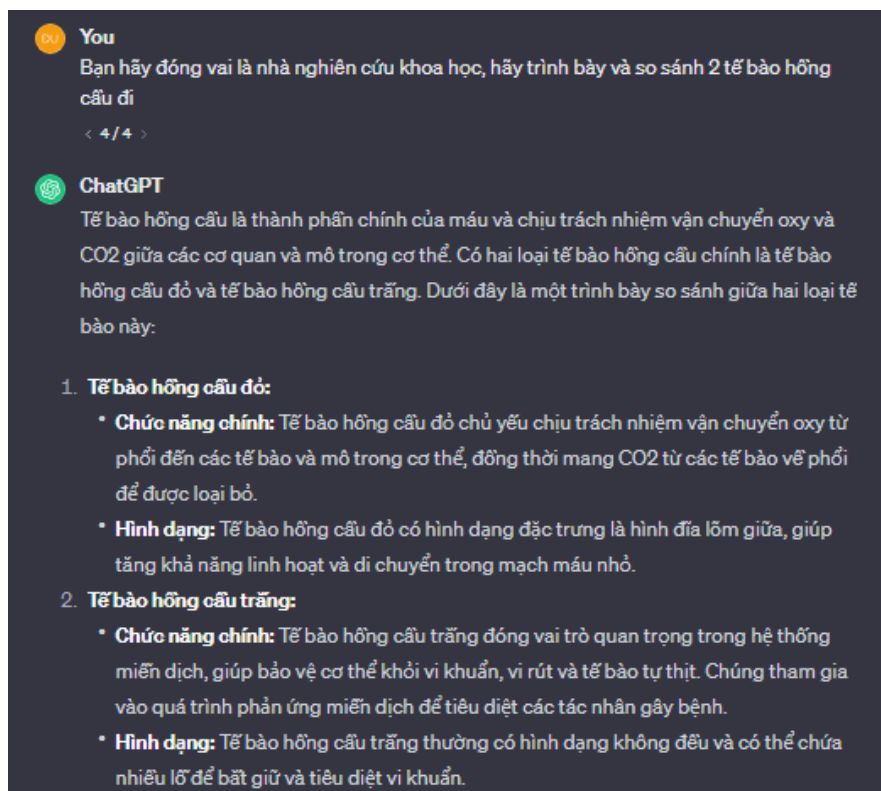 DU
You
Bạn hãy đóng vai là nhà nghiên cứu khoa học, hãy trình bày và so sánh 2 tế bào hồng
cầu đi
< 4/4 >
ChatGPT
Tế bào hồng cầu là thành phần chính của máu và chịu trách nhiệm vận chuyển oxy và
CO2 giữa các cơ quan và mô trong cơ thể. Có hai loại tế bào hồng cầu chính là tế bào
hồng cầu đỏ và tế bào hồng cầu trắng. Dưới đây là một trình bày so sánh giữa hai loại tế
bào này:
1. Tế bào hồng cầu đỏ:
• Chức năng chính: Tế bào hồng cầu đỏ chủ yếu chịu trách nhiệm vận chuyển oxy từ
phổi đến các tế bào và mô trong cơ thể, đồng thời mang CO2 từ các tế bào về phổi
để được loại bỏ.
• Hình dạng: Tế bào hồng cầu đỏ có hình dạng đặc trưng là hình đĩa lõm giữa, giúp
tăng khả năng linh hoạt và di chuyển trong mạch máu nhỏ.
2. Tế bào hồng cầu trắng:
• Chức năng chính: Tế bào hồng cầu trắng đóng vai trò quan trọng trong hệ thống
miễn dịch, giúp bảo vệ cơ thể khỏi vi khuẩn, vi rút và tế bào tự thịt. Chúng tham gia
vào quá trình phản ứng miễn dịch để tiêu diệt các tác nhân gây bệnh.
• Hình dạng: Tế bào hồng cầu trắng thường có hình dạng không đều và có thể chứa
nhiều lỗ để bắt giữ và tiêu diệt vi khuẩn.